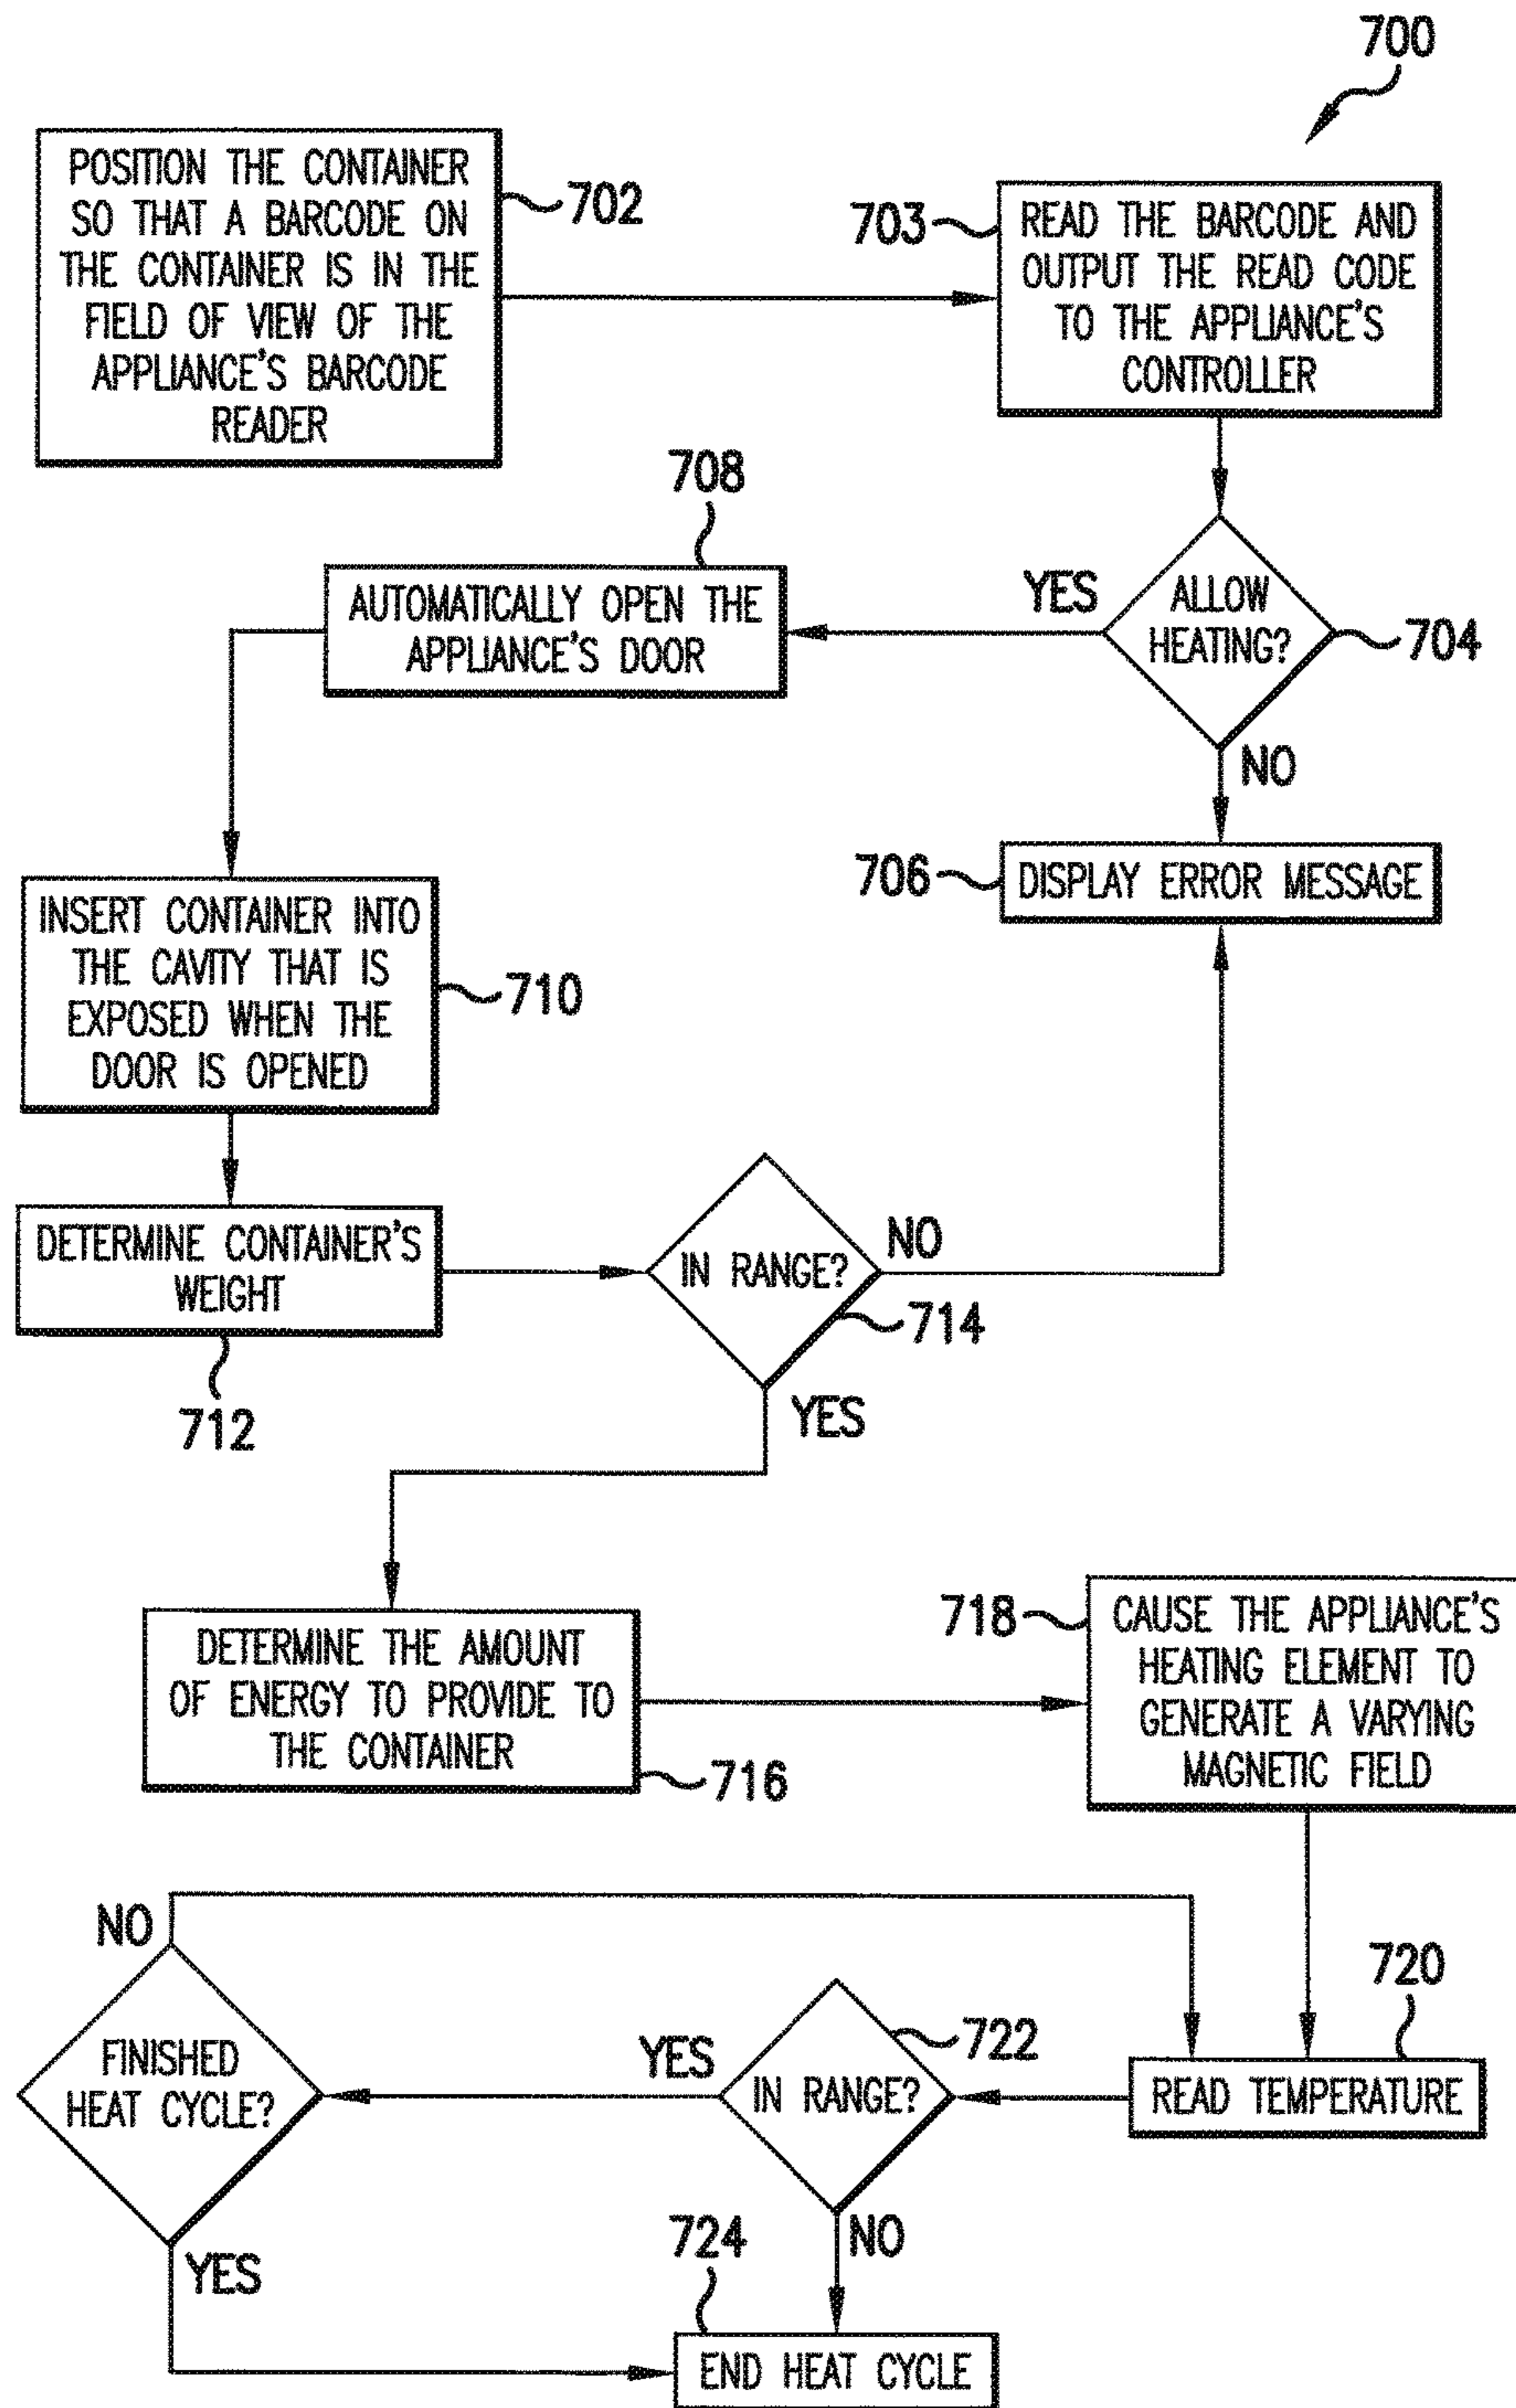 700
POSITION THE CONTAINER
SO THAT A BARCODE ON
THE CONTAINER IS IN THE
FIELD OF VIEW OF THE
APPLIANCE'S BARCODE
READER
702
703
READ THE BARCODE AND
OUTPUT THE READ CODE
TO THE APPLIANCE'S
CONTROLLER
708
AUTOMATICALLY OPEN THE
APPLIANCE'S DOOR
YES
ALLOW
HEATING?
704
NO
706
DISPLAY ERROR MESSAGE
INSERT CONTAINER INTO
THE CAVITY THAT IS
EXPOSED WHEN THE
DOOR IS OPENED
710
DETERMINE CONTAINER'S
WEIGHT
712
IN RANGE?
NO
714
YES
DETERMINE THE AMOUNT
OF ENERGY TO PROVIDE TO
THE CONTAINER
716
718
CAUSE THE APPLIANCE'S
HEATING ELEMENT TO
GENERATE A VARYING
MAGNETIC FIELD
NO
FINISHED
HEAT CYCLE?
YES
YES
IN RANGE?
722
NO
720
READ TEMPERATURE
724
END HEAT CYCLE